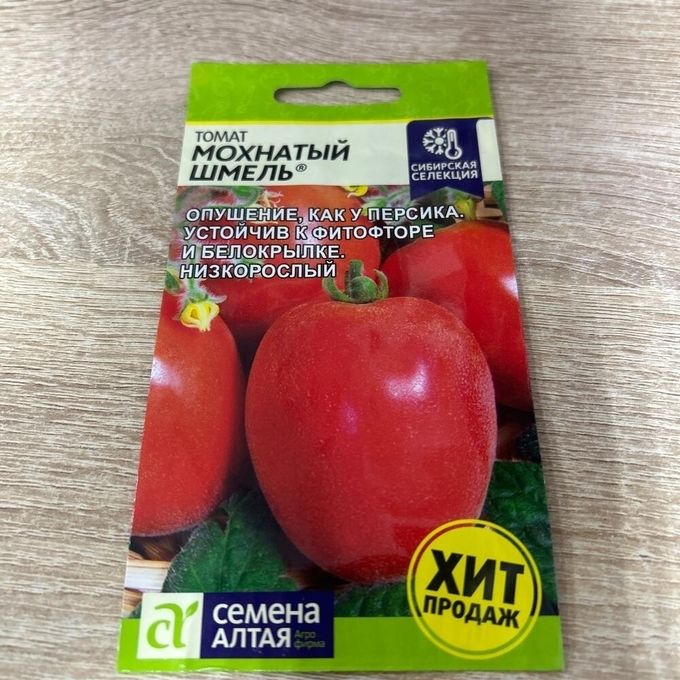 ТОМАТ
МОХНАТЫЙ
ШМЕЛЬ®
СИБИРСКАЯ
СЕЛЕКЦИЯ
ОПУШЕНИЕ, КАК У ПЕРСИКА.
УСТОЙЧИВ К ФИТОФТОРЕ
И БЕЛОКРЫЛКЕ.
НИЗКОРОСЛЫЙ
ХИТ
ПРОДАЖ
СЕМЕНА
АЛТАЯ
Агро
фирма